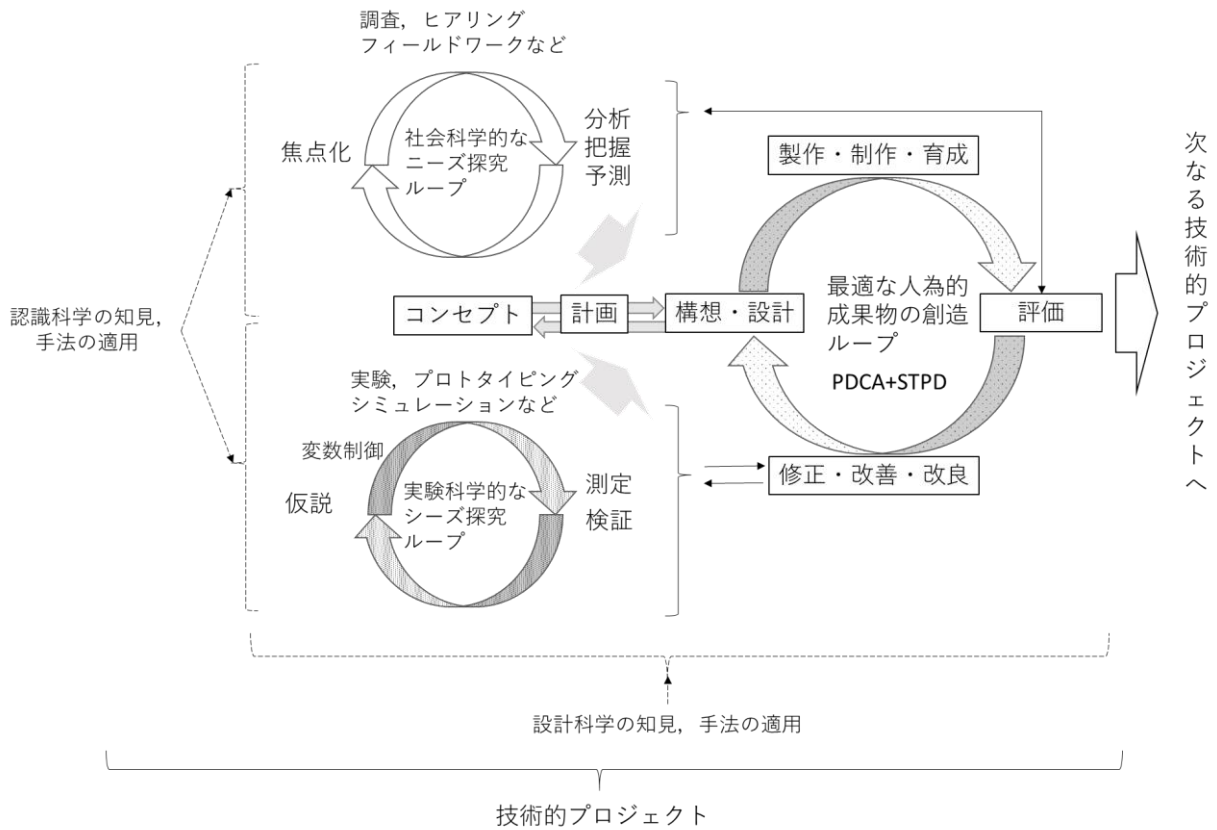 調査，ヒアリング
フィールドワークなど
焦点化
社会科学的な
ニーズ探究
ループ
分析
把握
予測
認識科学の知見，
手法の適用
コンセプト
計画
構想・設計
製作・制作・育成
最適な人為的
成果物の創造
ループ
PDCA+STPD
評価
修正・改善・改良
実験，プロトタイピング
シミュレーションなど
変数制御
仮説
実験科学的な
シーズ探究
ループ
測定
検証
次なる技術的プロジェクトへ
設計科学の知見，手法の適用
技術的プロジェクト